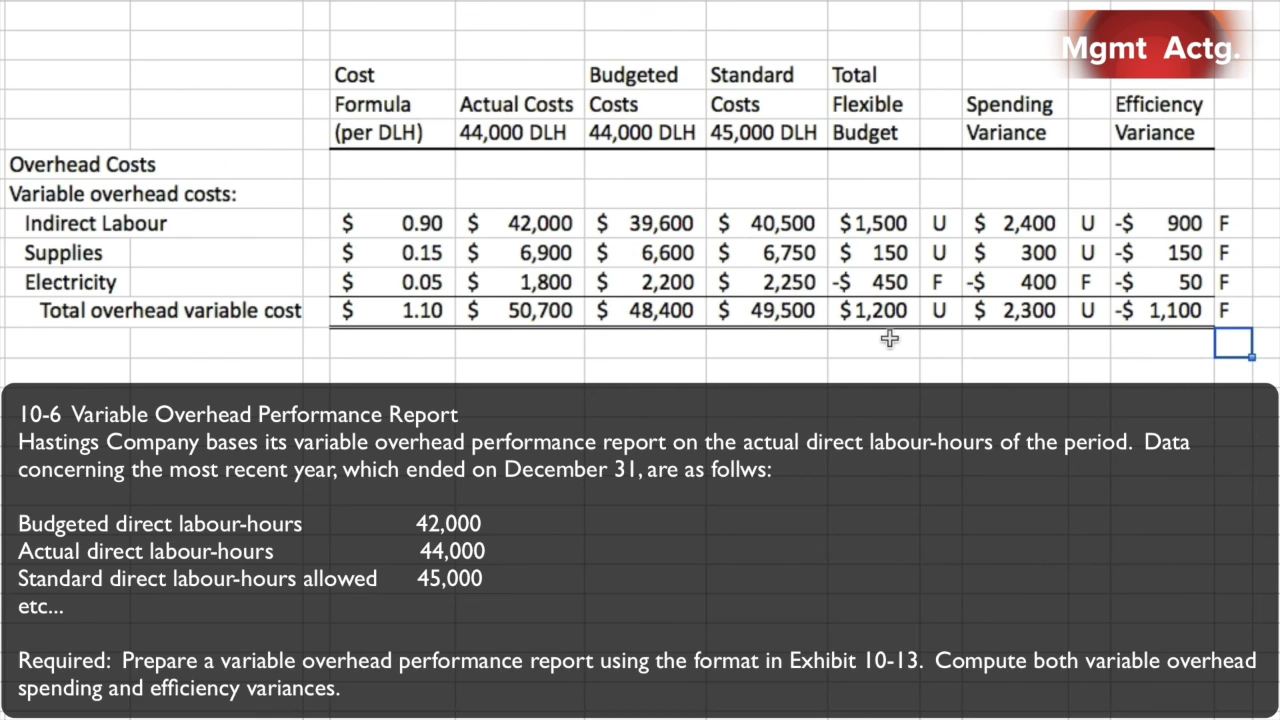 Mgmt Actg.
Cost Budgeted Standard Total
Formula Actual Costs Costs Costs Flexible Spending Efficiency
(per DLH) 44,000 DLH 44,000 DLH 45,000 DLH Budget Variance Variance
Overhead Costs
Variable overhead costs:
Indirect Labour $ 0.90 $ 42,000 $ 39,600 $ 40,500 $1,500 U $ 2,400 U -$ 900 F
Supplies $ 0.15 $ 6,900 $ 6,600 $ 6,750 $ 150 U $ 300 U -$ 150 F
Electricity $ 0.05 $ 1,800 $ 2,200 $ 2,250 -$ 450 F -$ 400 F -$ 50 F
Total overhead variable cost $ 1.10 $ 50,700 $ 48,400 $ 49,500 $1,200 U $ 2,300 U -$ 1,100 F
10-6 Variable Overhead Performance Report
Hastings Company bases its variable overhead performance report on the actual direct labour-hours of the period. Data
concerning the most recent year, which ended on December 31, are as follws:
Budgeted direct labour-hours 42,000
Actual direct labour-hours 44,000
Standard direct labour-hours allowed 45,000
etc...
Required: Prepare a variable overhead performance report using the format in Exhibit 10-13. Compute both variable overhead
spending and efficiency variances.